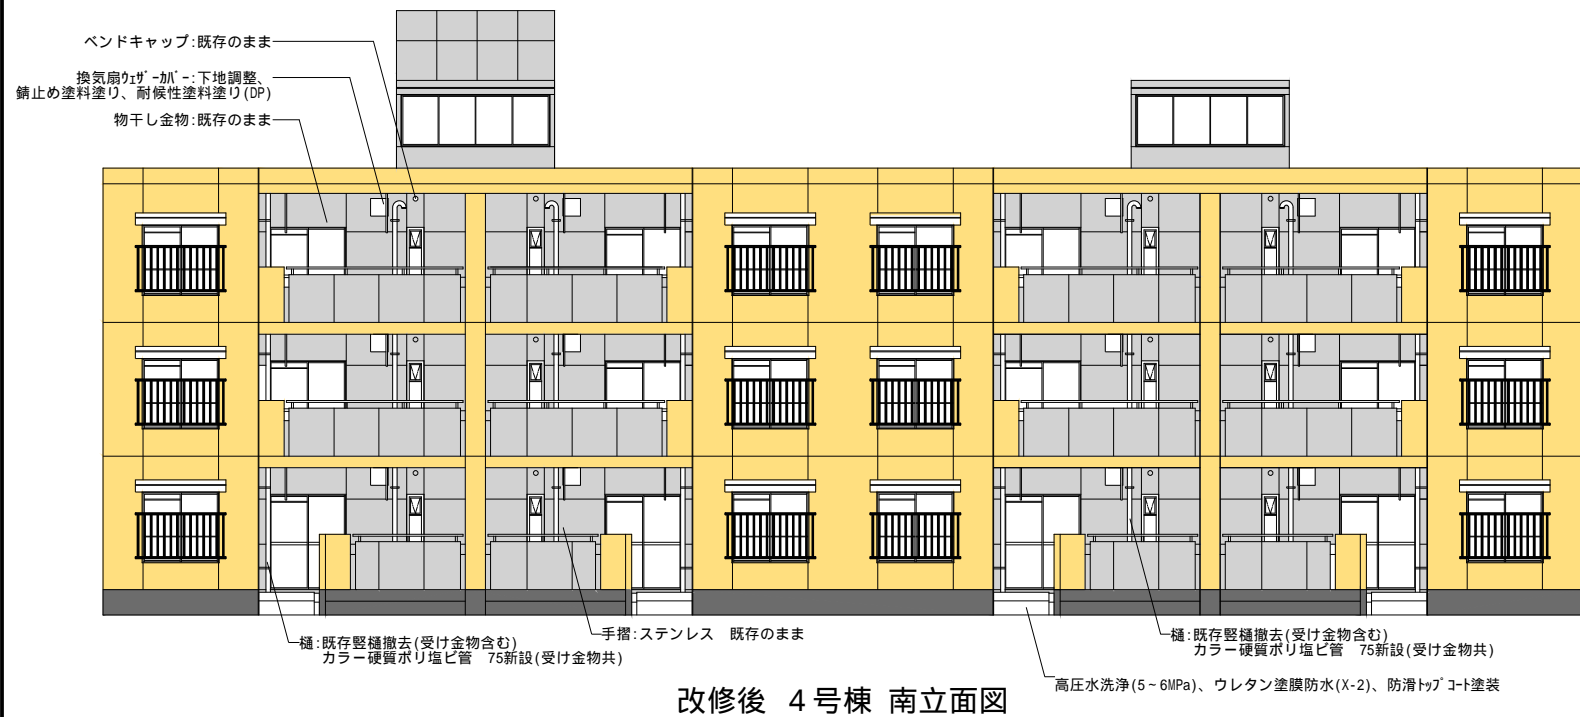 ベンドキャップ:既存のまま
換気扇ｳｪｻﾞｰｶﾊﾞｰ:下地調整、
錆止め塗料塗り、耐候性塗料塗り(DP)
物干し金物:既存のまま
樋:既存竪樋撤去(受け金物含む)
カラー硬質ポリ塩ビ管　75新設(受け金物共)
手摺:ステンレス　既存のまま
樋:既存竪樋撤去(受け金物含む)
カラー硬質ポリ塩ビ管　75新設(受け金物共)
高圧水洗浄(5～6MPa)、ウレタン塗膜防水(X-2)、防滑ﾄｯﾌﾟｺｰﾄ塗装
改修後　４号棟 南立面図